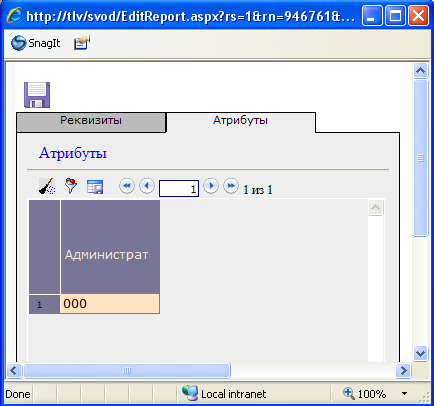 http://tlv/svod/EditReport.aspx?rs=1&rn=946761&...
SnagIt
Реквизиты
Атрибуты
Атрибуты
1
1 из 1
Администрат
1
000
Done
Local intranet
100%